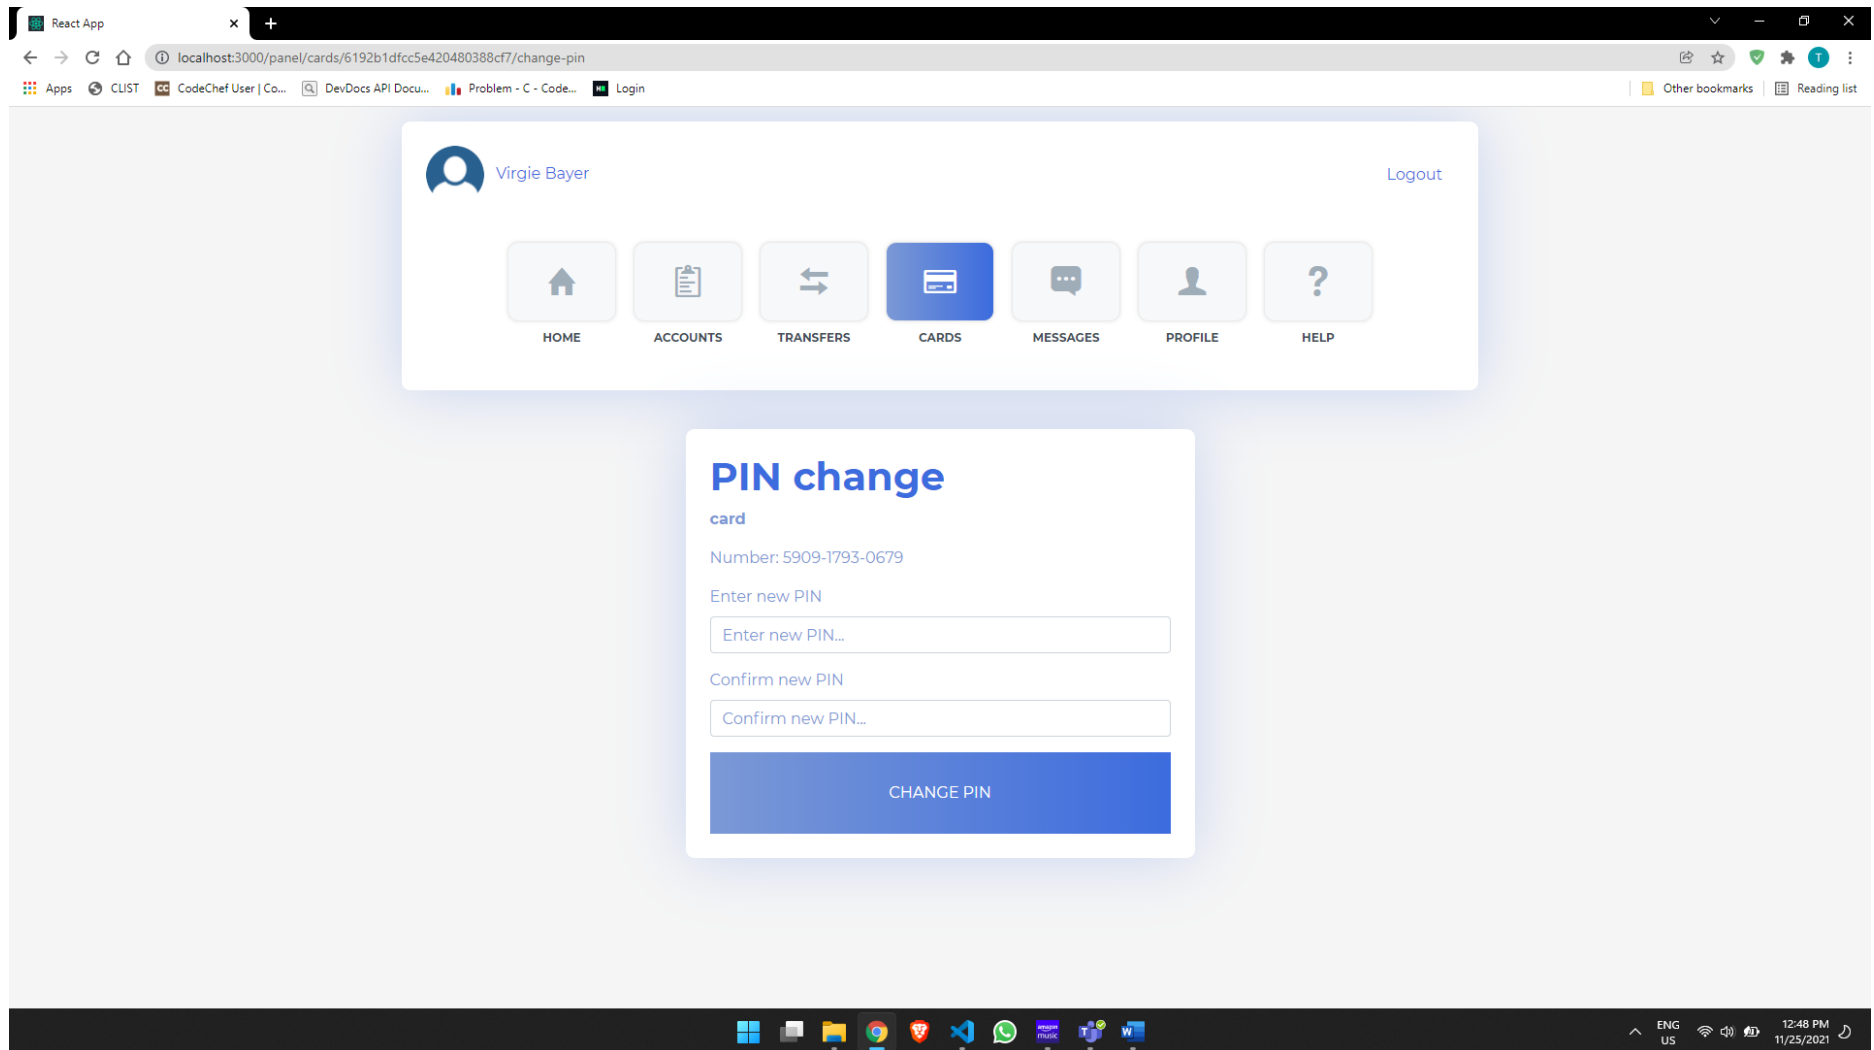 React App
localhost:3000/panel/cards/6192b1dfcc5e420480388cf7/change-pin
T
Apps CLIST CC CodeChef User | Co... DevDocs API Docu... Problem - C - Code... Login Other bookmarks Reading list
Virgie Bayer Logout
HOME ACCOUNTS TRANSFERS CARDS MESSAGES PROFILE HELP
PIN change
card
Number: 5909-1793-0679
Enter new PIN
Enter new PIN...
Confirm new PIN
Confirm new PIN...
CHANGE PIN
amazon music
ENG
US
12:48 PM
11/25/2021